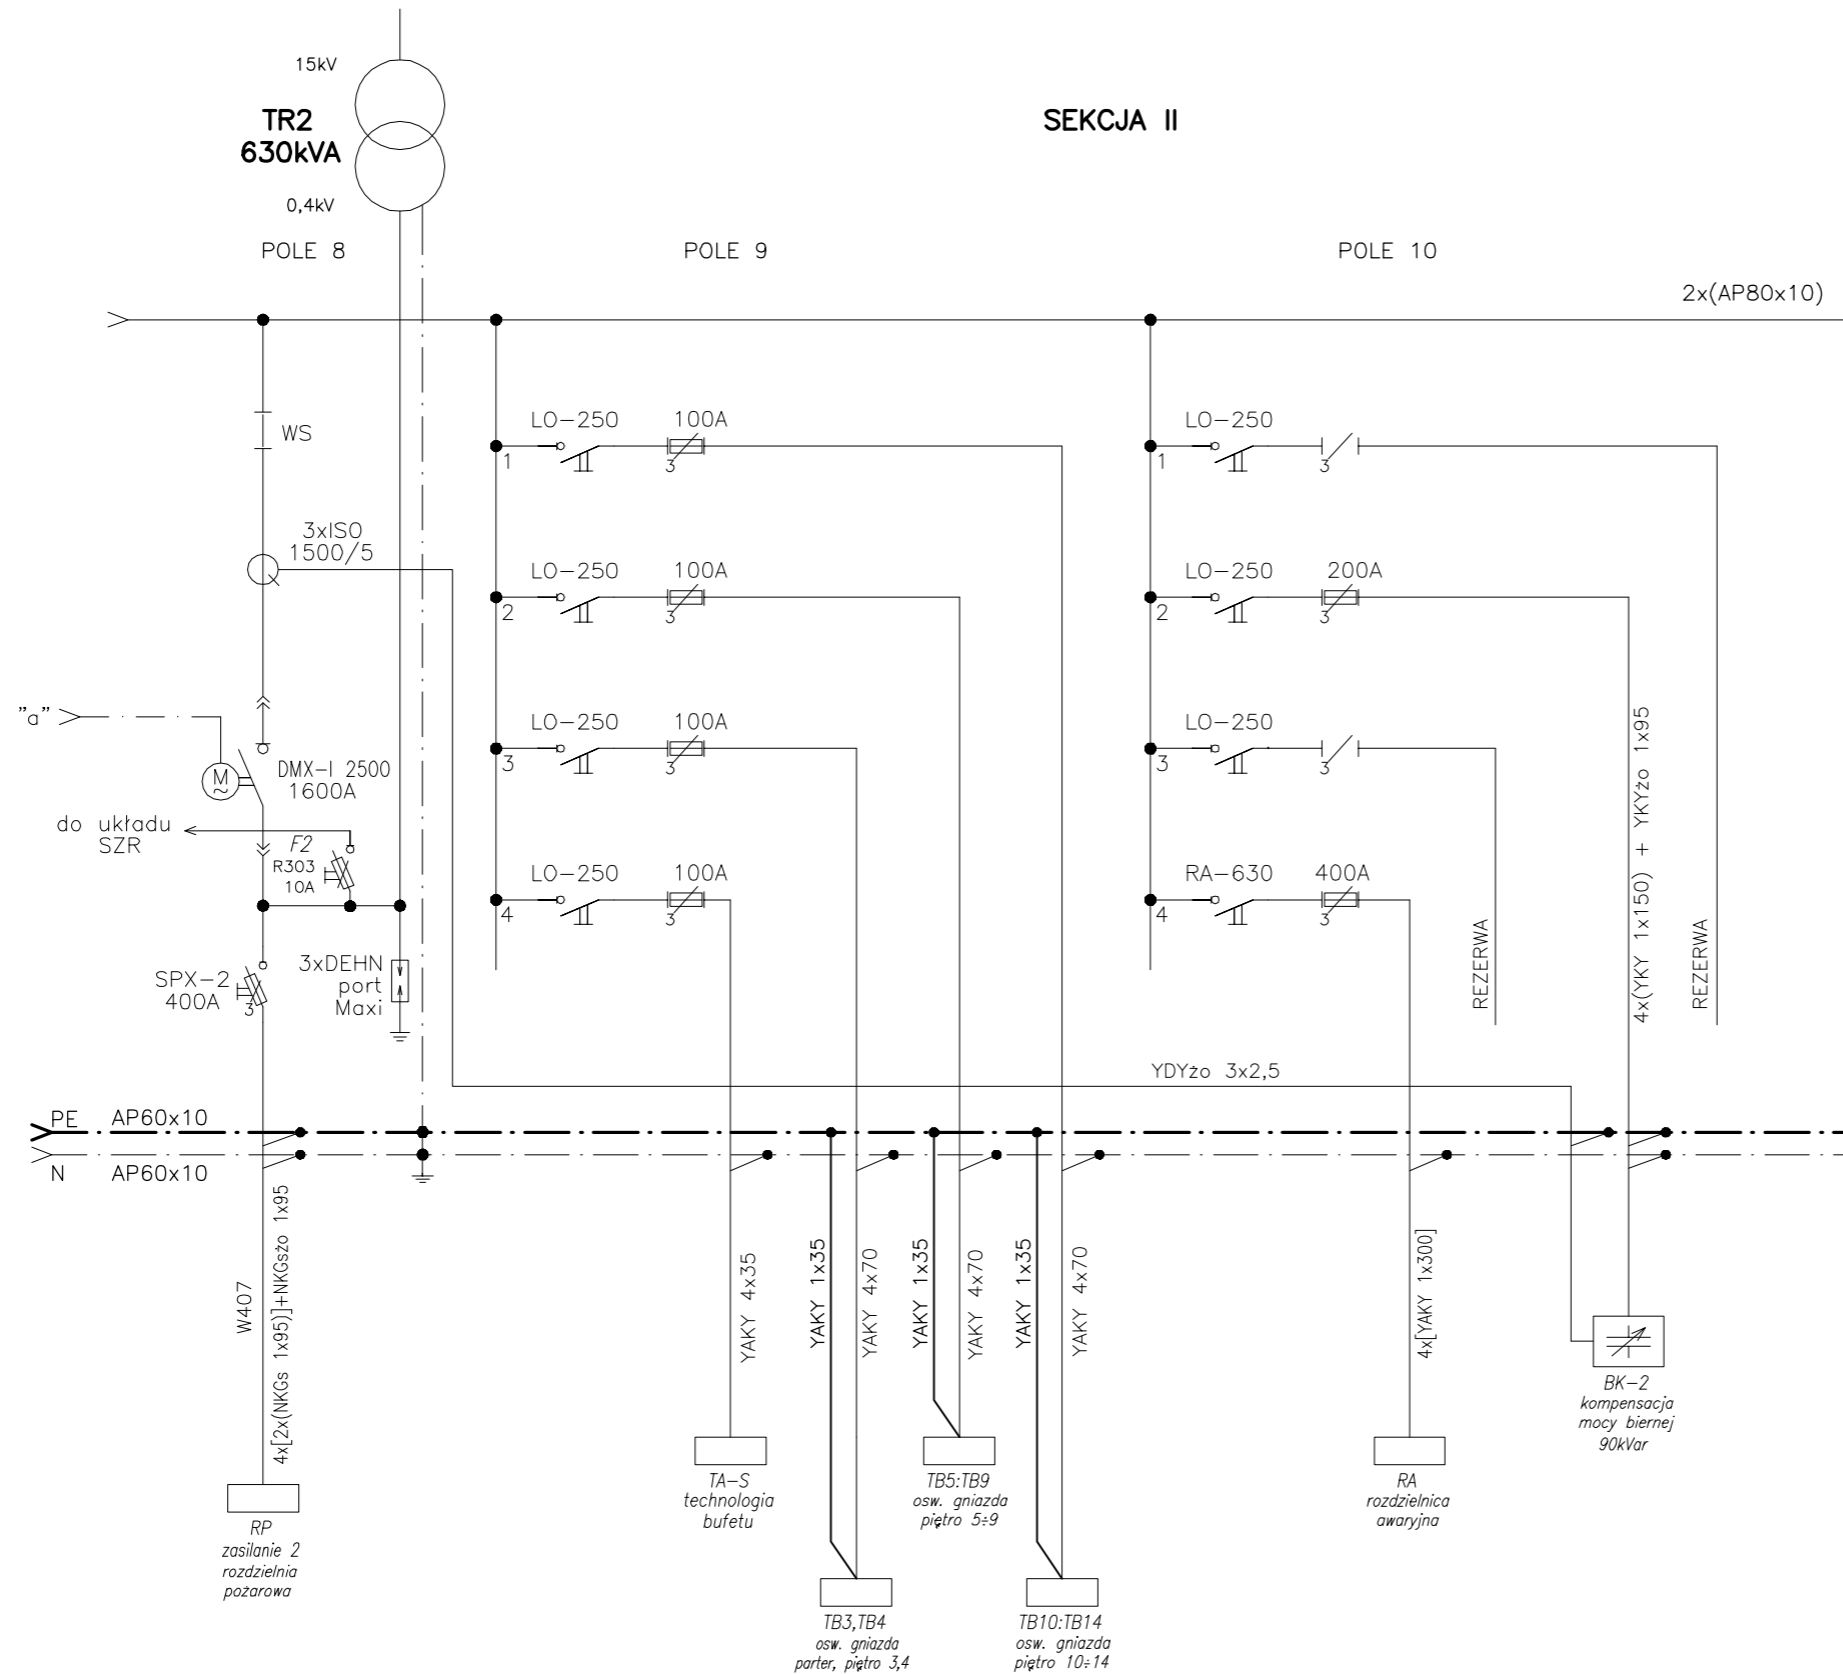 15kV
TR2
630kVA
0,4kV
SEKCJA II
POLE 8
POLE 9
POLE 10
2x(AP80x10)
WS
3xISO
1500/5
"a"
M
~
DMX-I 2500
1600A
do układu
SZR
F2
R303
10A
SPX-2
400A
3
3xDEHN
port
Maxi
LO-250
100A
1
3
LO-250
100A
2
3
LO-250
100A
3
3
LO-250
100A
4
3
LO-250
1
3
LO-250
200A
2
3
LO-250
3
3
RA-630
400A
4
3
REZERWA
4x(YKY 1x150) + YKYżo 1x95
REZERWA
YDYżo 3x2,5
PE
AP60x10
N
AP60x10
W407
4x[2x(NKGs 1x95)]+NKGsżo 1x95
YAKY 4x35
YAKY 1x35
YAKY 4x70
YAKY 1x35
YAKY 4x70
YAKY 1x35
YAKY 4x70
4x[YAKY 1x300]
RP
zasilanie 2
rozdzielnia
pożarowa
TA-S
technologia
bufetu
TB3,TB4
osw. gniazda
parter, piętro 3,4
TB5:TB9
osw. gniazda
piętro 5÷9
TB10:TB14
osw. gniazda
piętro 10÷14
RA
rozdzielnica
awaryjna
BK-2
kompensacja
mocy biernej
90kVar